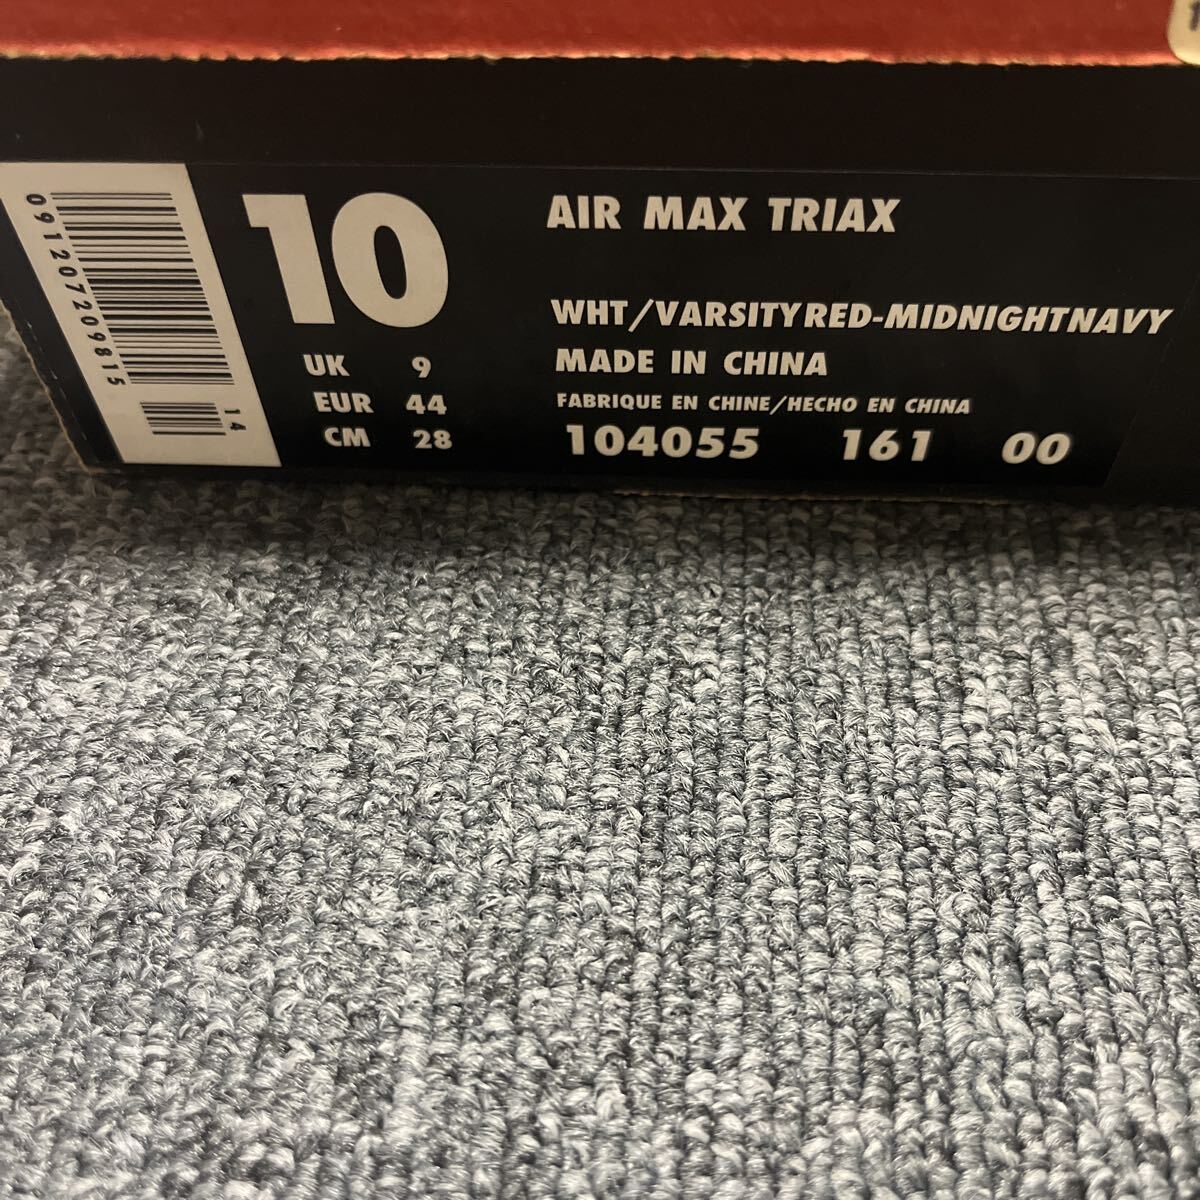 091207209815
14
10
UK 9
EUR 44
CM 28
AIR MAX TRIAX
WHT/VARSITYRED-MIDNIGHTNAVY
MADE IN CHINA
FABRIQUE EN CHINE/HECHO EN CHINA
104055 161 00